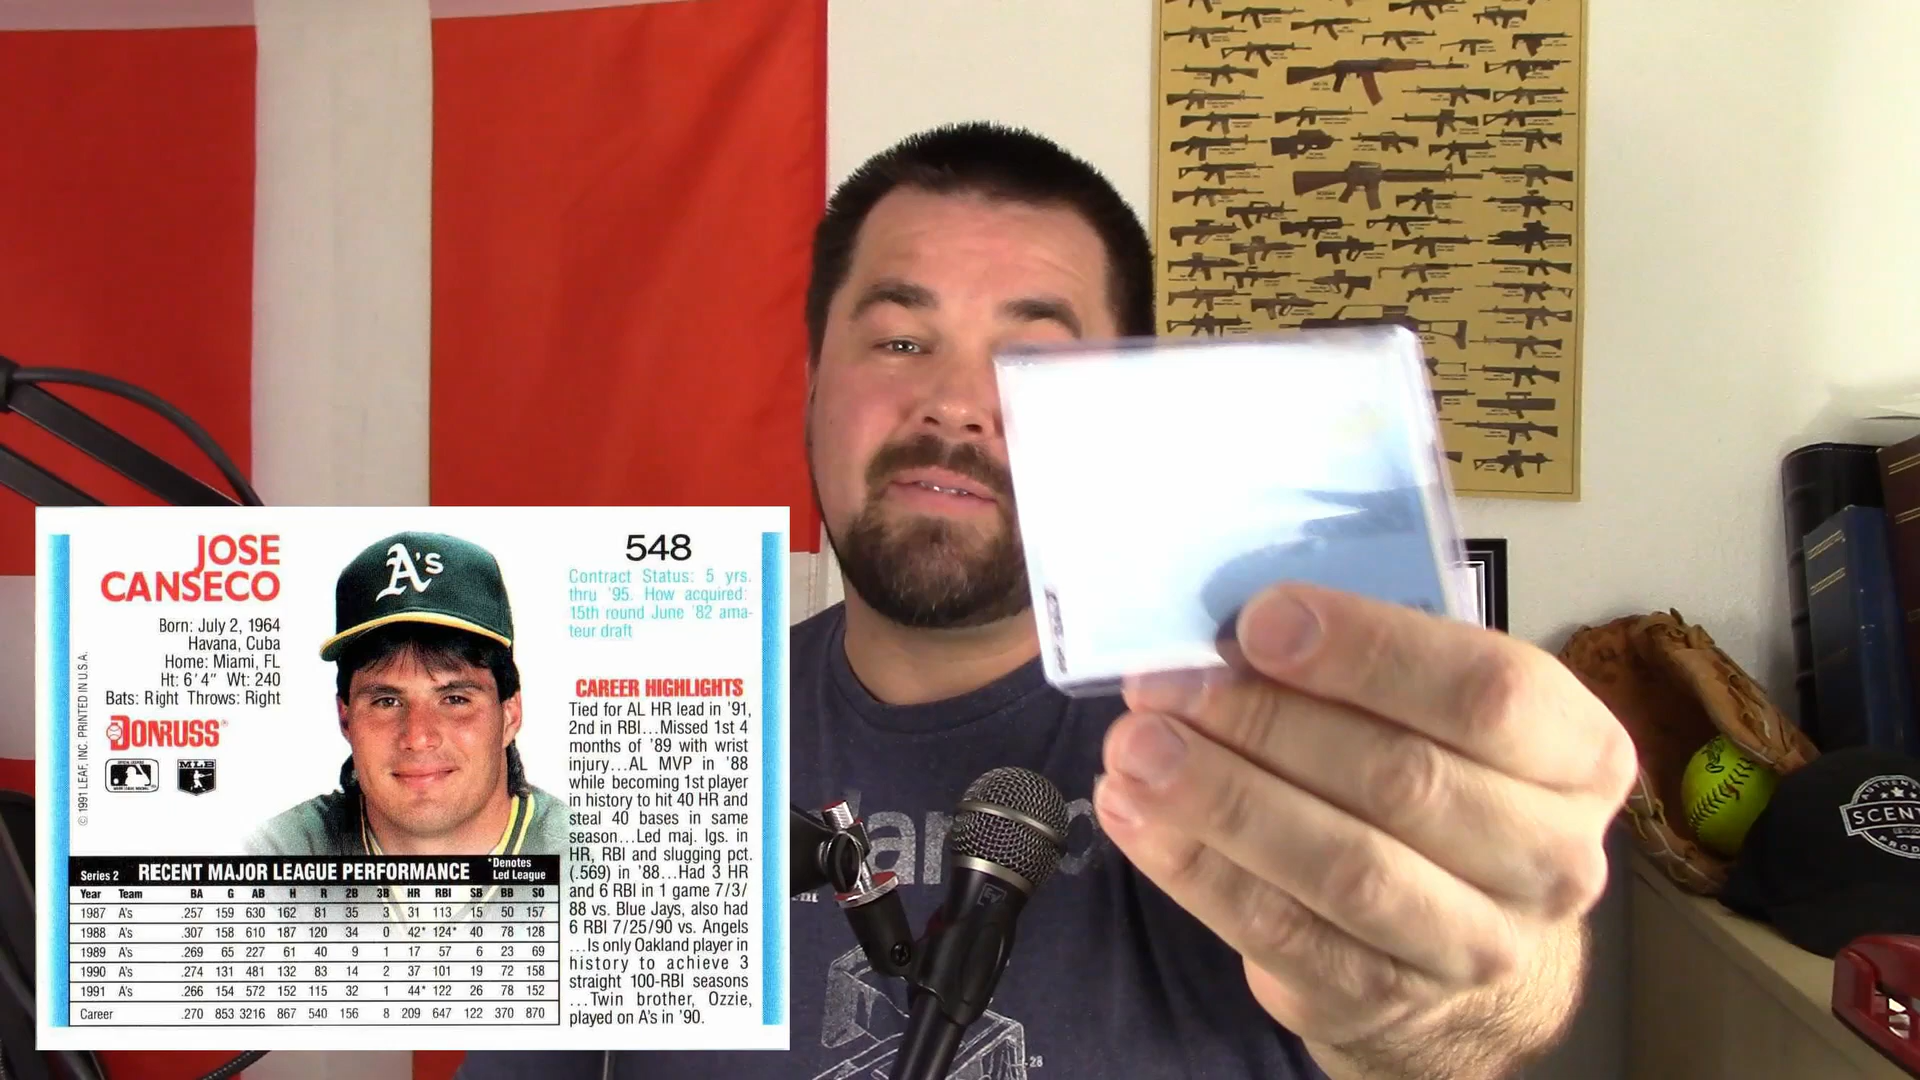 JOSE
CANSECO
Born: July 2, 1964
Havana, Cuba
Home: Miami, FL
Ht: 6'4" Wt: 240
Bats: Right Throws: Right
DONRUSS
MLB
© 1991 LEAF, INC. PRINTED IN U.S.A.
548
Contract Status: 5 yrs.
thru '95. How acquired:
15th round June '82 ama-
teur draft
CAREER HIGHLIGHTS
Tied for AL HR lead in '91,
2nd in RBI...Missed 1st 4
months of '89 with wrist
injury...AL MVP in '88
while becoming 1st player
in history to hit 40 HR and
steal 40 bases in same
season...Led maj. lgs. in
HR, RBI and slugging pct.
(.569) in '88...Had 3 HR
and 6 RBI in 1 game 7/3/
88 vs. Blue Jays, also had
6 RBI 7/25/90 vs. Angels
...Is only Oakland player in
history to achieve 3
straight 100-RBI seasons
...Twin brother, Ozzie,
played on A's in '90.
A's
Series 2 RECENT MAJOR LEAGUE PERFORMANCE *Denotes
Led League
Year Team BA G AB H R 2B 3B HR RBI SB BB SO
1987 A's .257 159 630 162 81 35 3 31 113 15 50 157
1988 A's .307 158 610 187 120 34 0 42* 124* 40 78 128
1989 A's .269 65 227 61 40 9 1 17 57 6 23 69
1990 A's .274 131 481 132 83 14 2 37 101 19 72 158
1991 A's .266 154 572 152 115 32 1 44* 122 26 78 152
Career .270 853 3216 867 540 156 8 209 647 122 370 870
EV
SCENT